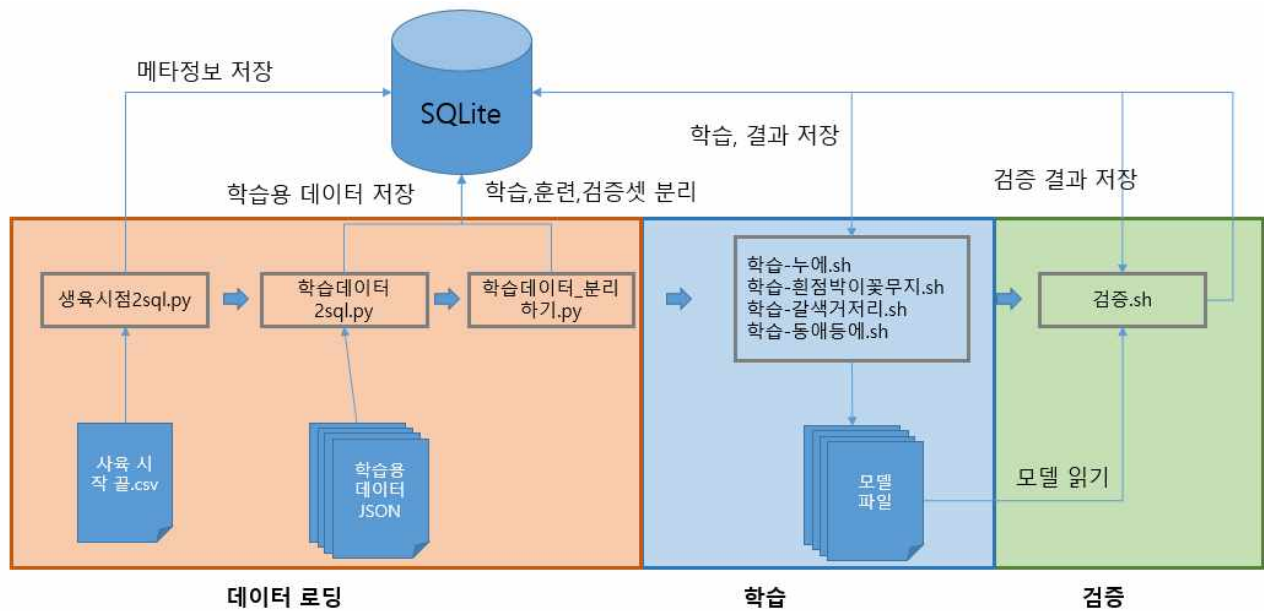 메타정보 저장
SQLite
학습, 결과 저장
검증 결과 저장
학습용 데이터 저장
학습,훈련,검증셋 분리
생육시점2sql.py
학습데이터
2sql.py
학습데이터_분리
하기.py
학습-누에.sh
학습-흰점박이꽃무지.sh
학습-갈색거저리.sh
학습-동애등에.sh
검증.sh
사육 시
작 끝.csv
학습용
데이터
JSON
모델
파일
모델 읽기
데이터 로딩
학습
검증